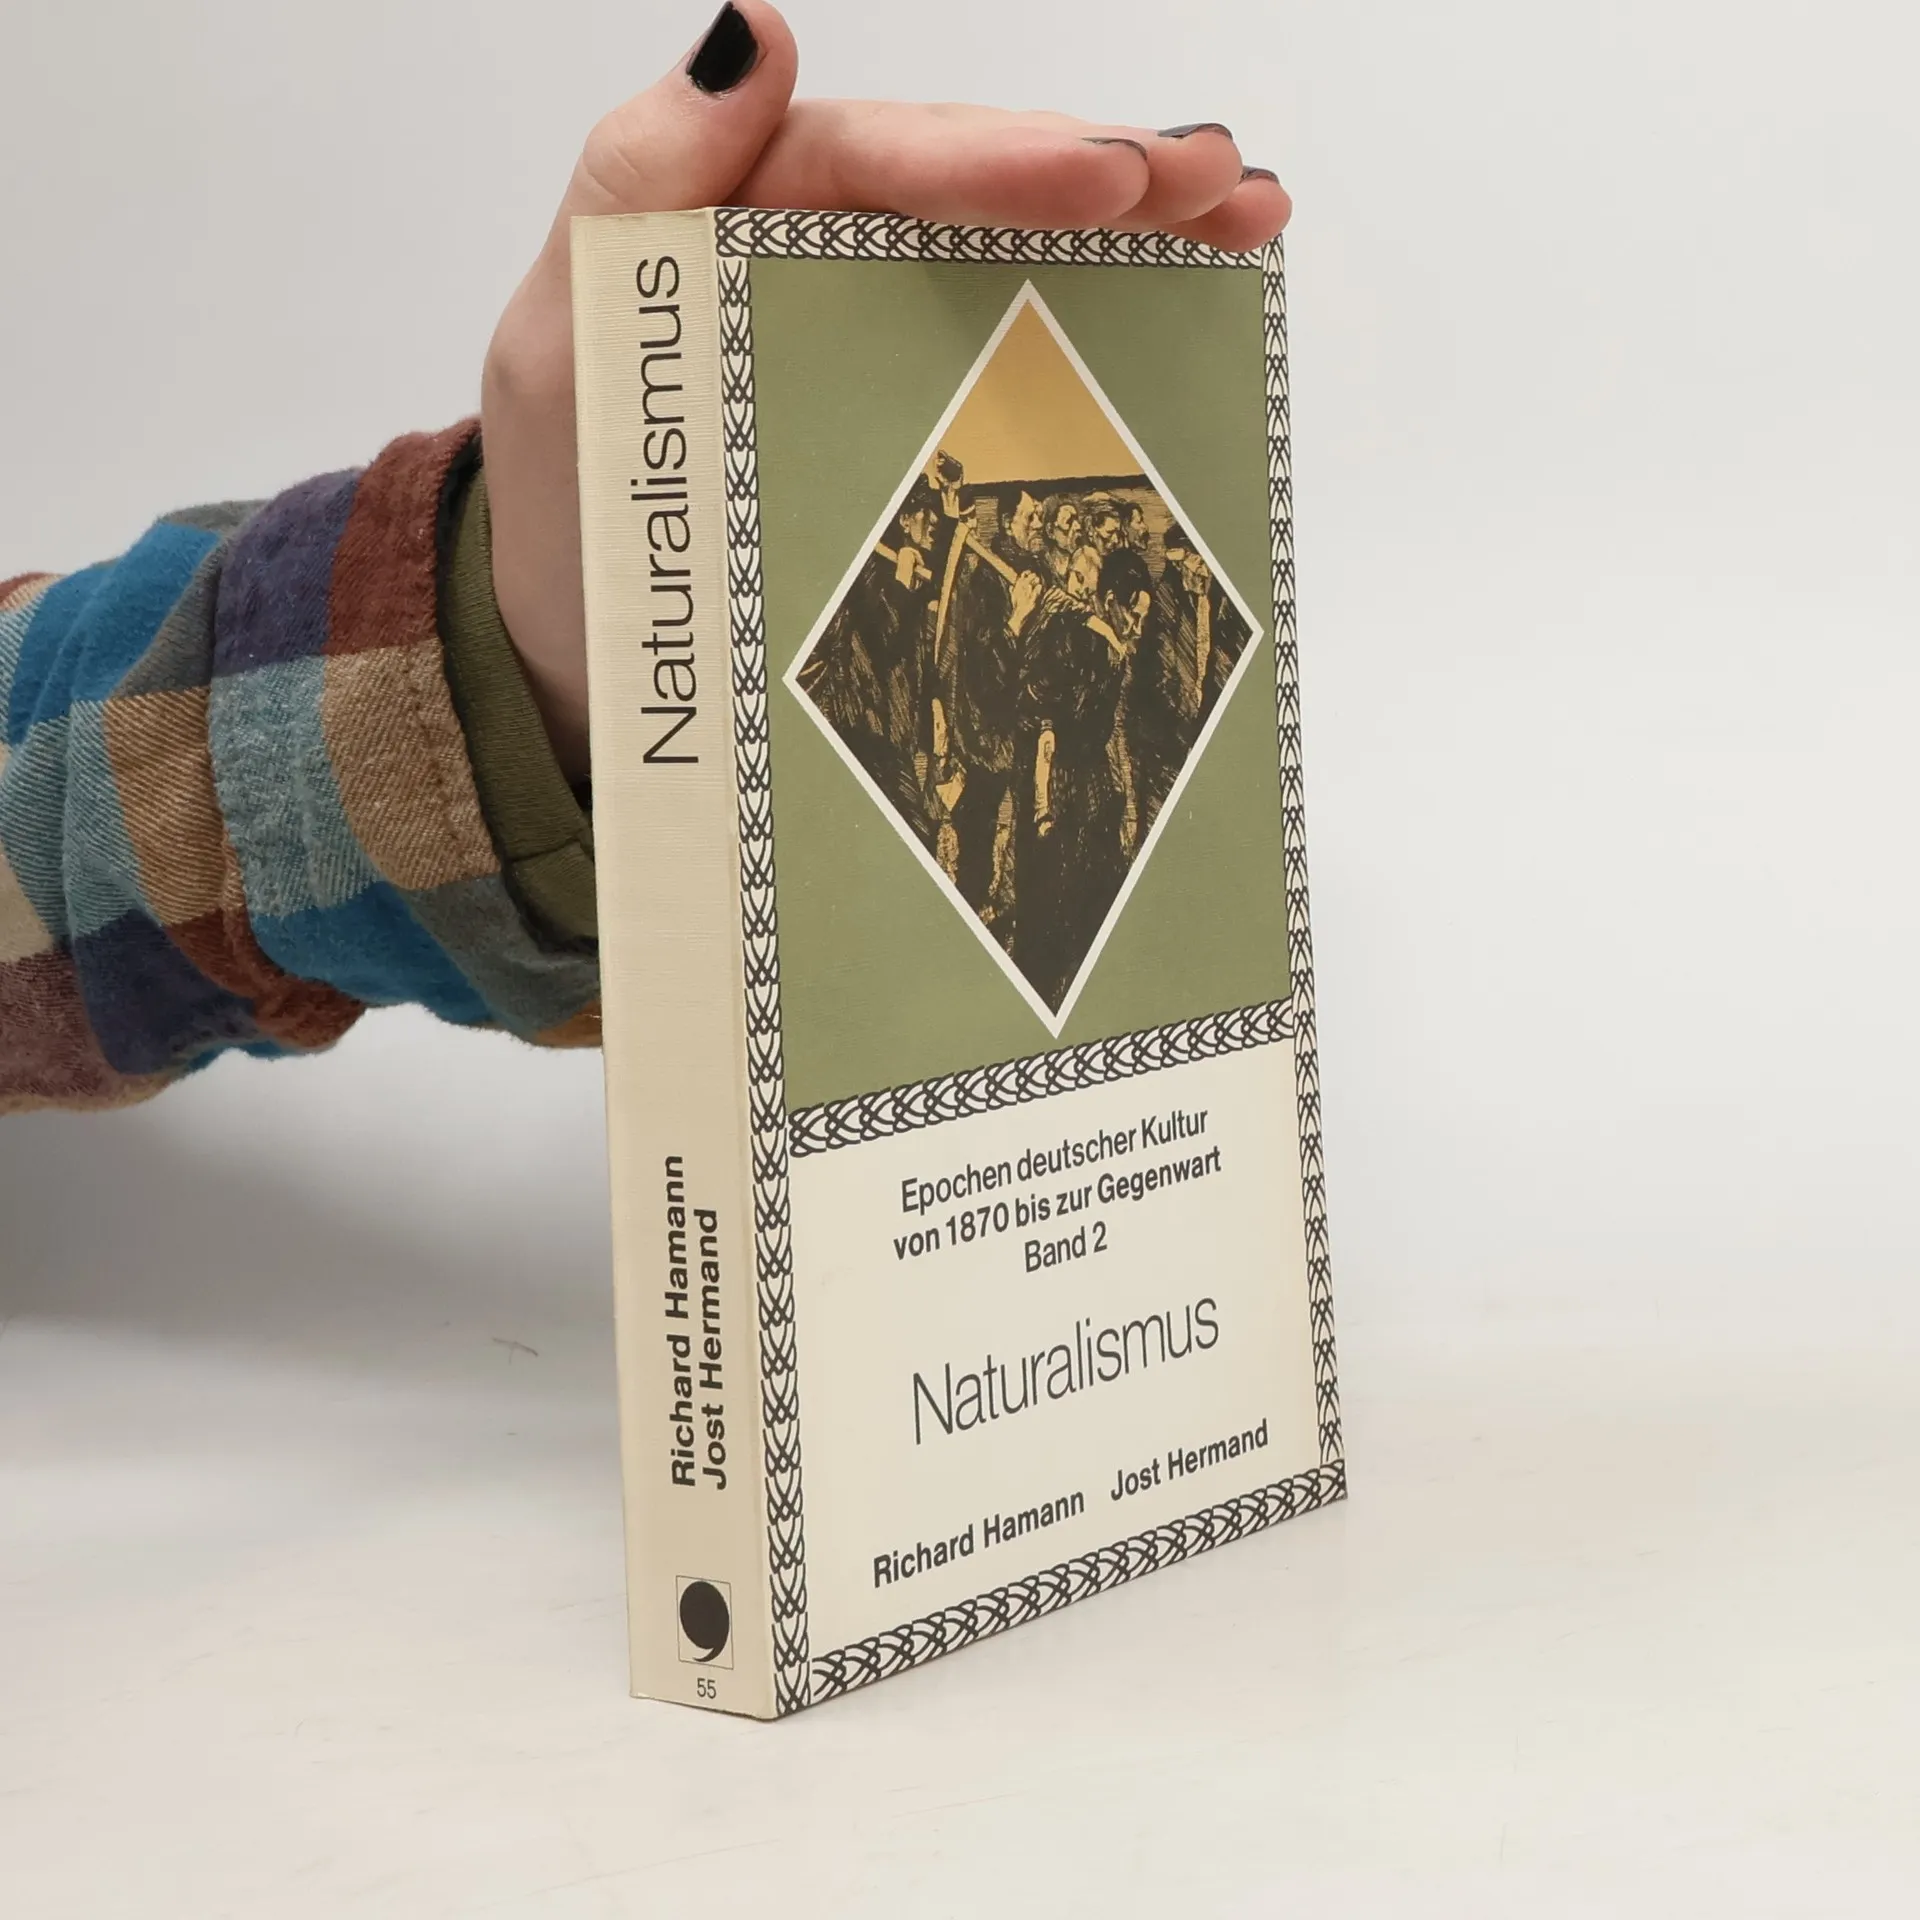 Naturalismus
Richard Hamann
Jost Hermand
55
Epochen deutscher Kultur
von 1870 bis zur Gegenwart
Band 2
Naturalismus
Richard Hamann Jost Hermand